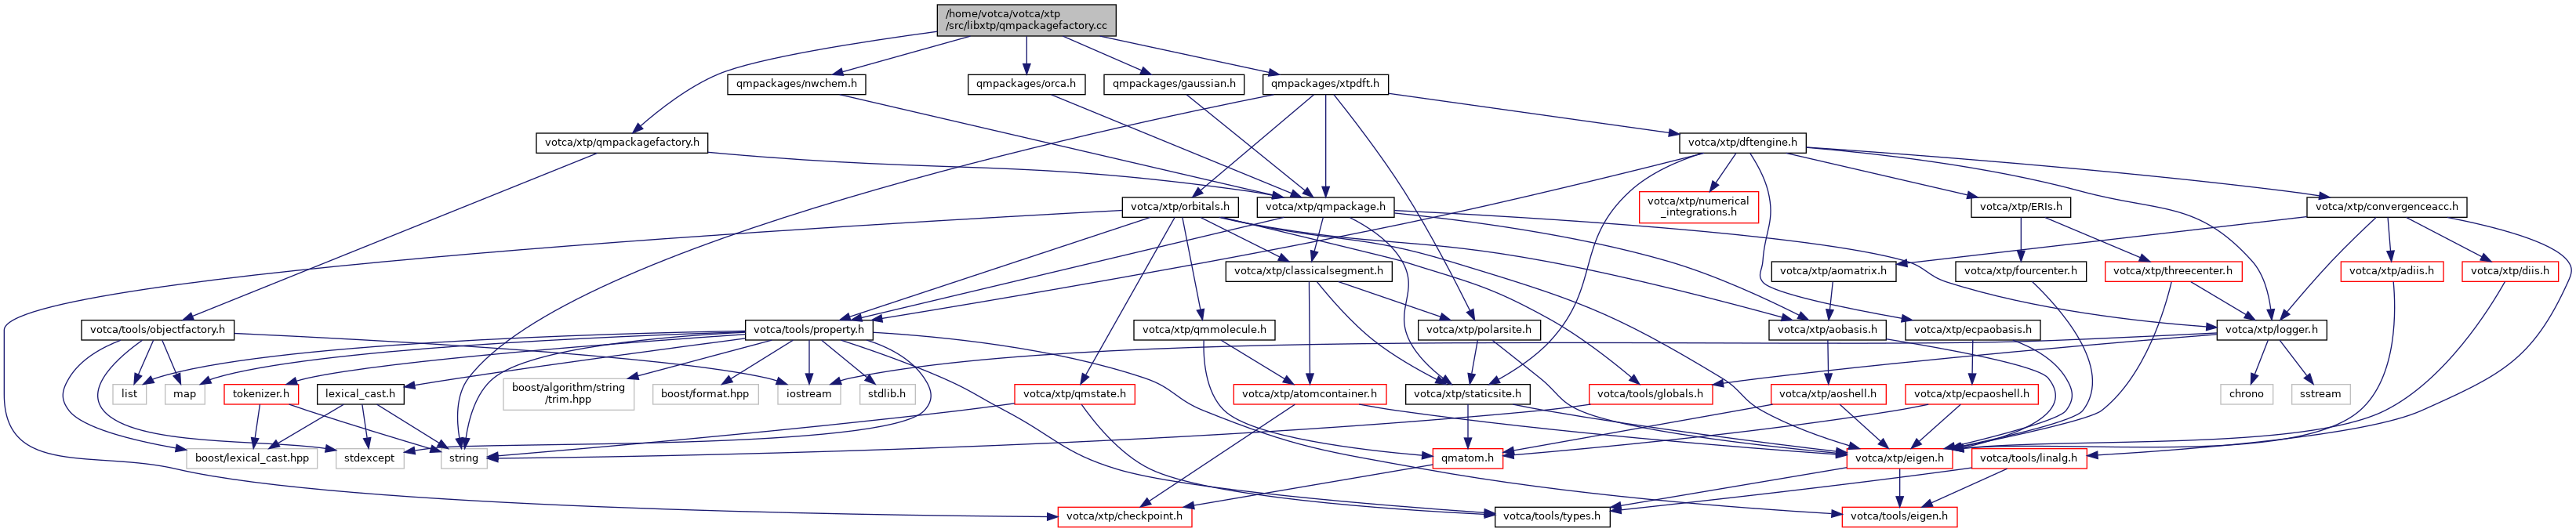 /home/votca/votca/xtp
/src/libxtp/qmpackagefactory.cc
qmpackages/nwchem.h
qmpackages/orca.h
qmpackages/gaussian.h
qmpackages/xtpdft.h
votca/xtp/qmpackagefactory.h
votca/xtp/dftengine.h
votca/xtp/orbitals.h
votca/xtp/qmpackage.h
votca/xtp/numerical
_integrations.h
votca/xtp/ERIs.h
votca/xtp/convergenceacc.h
votca/xtp/classicalsegment.h
votca/xtp/aomatrix.h
votca/xtp/fourcenter.h
votca/xtp/threecenter.h
votca/xtp/adiis.h
votca/xtp/diis.h
votca/tools/objectfactory.h
votca/tools/property.h
votca/xtp/qmmolecule.h
votca/xtp/polarsite.h
votca/xtp/aobasis.h
votca/xtp/ecpaobasis.h
votca/xtp/logger.h
list
map
tokenizer.h
lexical_cast.h
boost/algorithm/string
/trim.hpp
boost/format.hpp
iostream
stdlib.h
votca/xtp/qmstate.h
votca/xtp/atomcontainer.h
votca/xtp/staticsite.h
votca/tools/globals.h
votca/xtp/aoshell.h
votca/xtp/ecpaoshell.h
chrono
sstream
boost/lexical_cast.hpp
stdexcept
string
qmatom.h
votca/xtp/eigen.h
votca/tools/linalg.h
votca/xtp/checkpoint.h
votca/tools/types.h
votca/tools/eigen.h